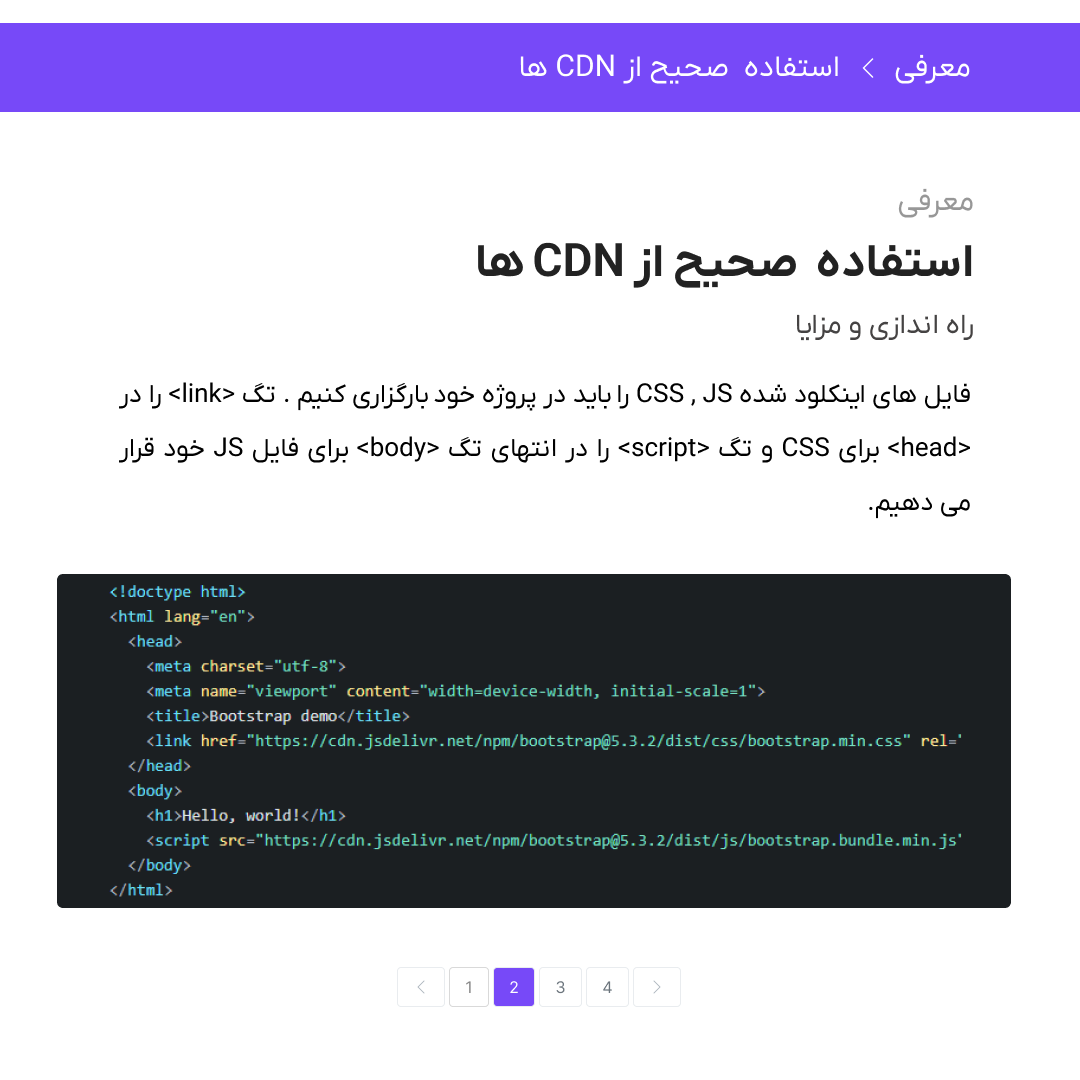 معرفی > استفاده صحیح از CDN ها
معرفی
استفاده صحیح از CDN ها
راه اندازی و مزایا
فایل های اینکلود شده CSS , JS را باید در پروژه خود بارگزاری کنیم . تگ <link> را در
<head> برای CSS و تگ <script> را در انتهای تگ <body> برای فایل JS خود قرار
می دهیم.
<!doctype html>
<html lang="en">
<head>
<meta charset="utf-8">
<meta name="viewport" content="width=device-width, initial-scale=1">
<title>Bootstrap demo</title>
<link href="https://cdn.jsdelivr.net/npm/bootstrap@5.3.2/dist/css/bootstrap.min.css" rel='
</head>
<body>
<h1>Hello, world!</h1>
<script src="https://cdn.jsdelivr.net/npm/bootstrap@5.3.2/dist/js/bootstrap.bundle.min.js'
</body>
</html>
< 1 2 3 4 >